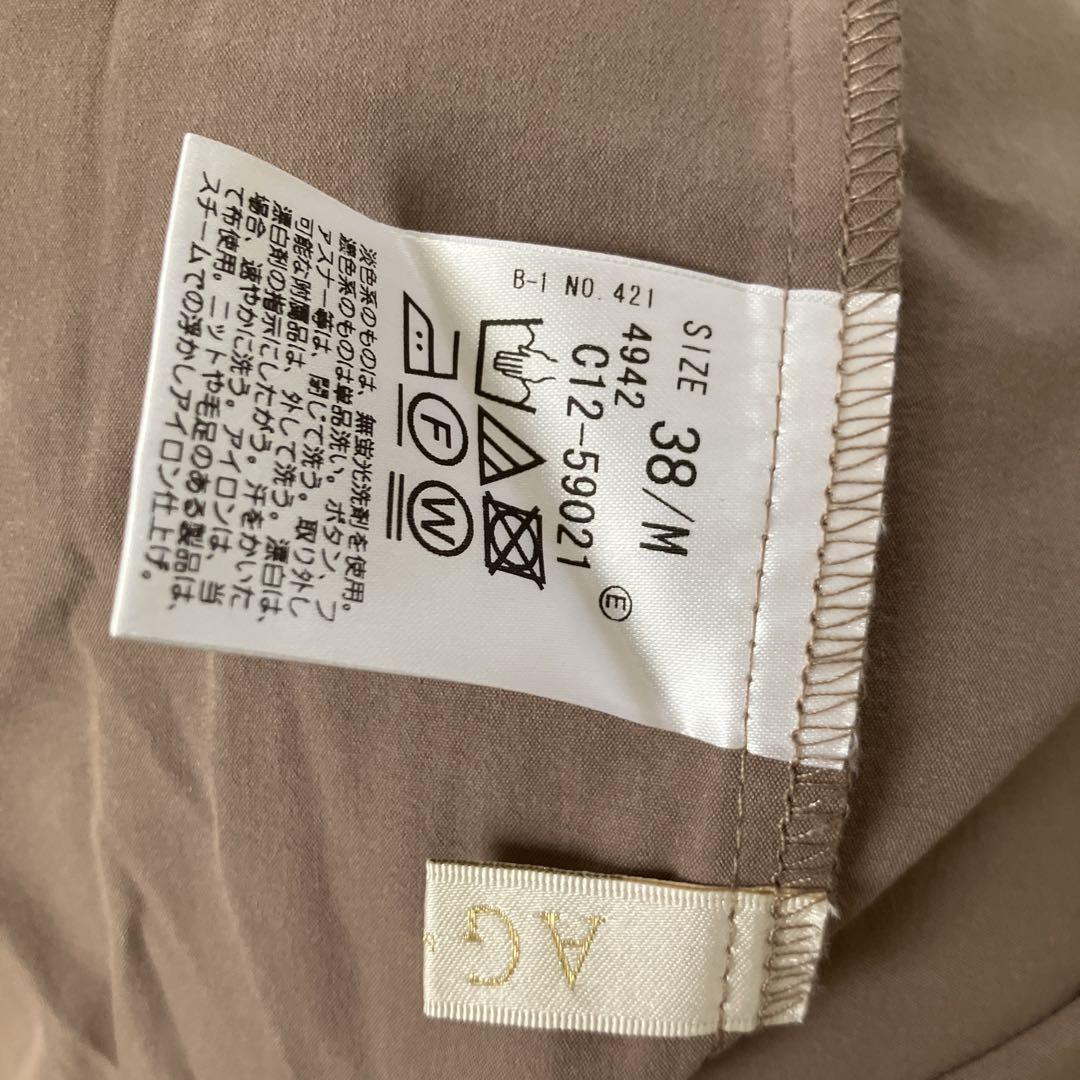 SIZE 38/M
4942
C12-59021
B-1 NO. 421
E
F
W
淡色系のものは、無蛍光洗剤を使用。
濃色系のものは単品洗い。ボタン、フ
アスナー等は、閉じて洗う。取り外し
可能な附属品は、外して洗う。漂白は、
漂白剤の指示にしたがう。汗をかいた
場合、速やかに洗う。アイロンは、当
て布使用。ニットや毛足のある製品は、
スチームでの浮かしアイロン仕上げ。
AG